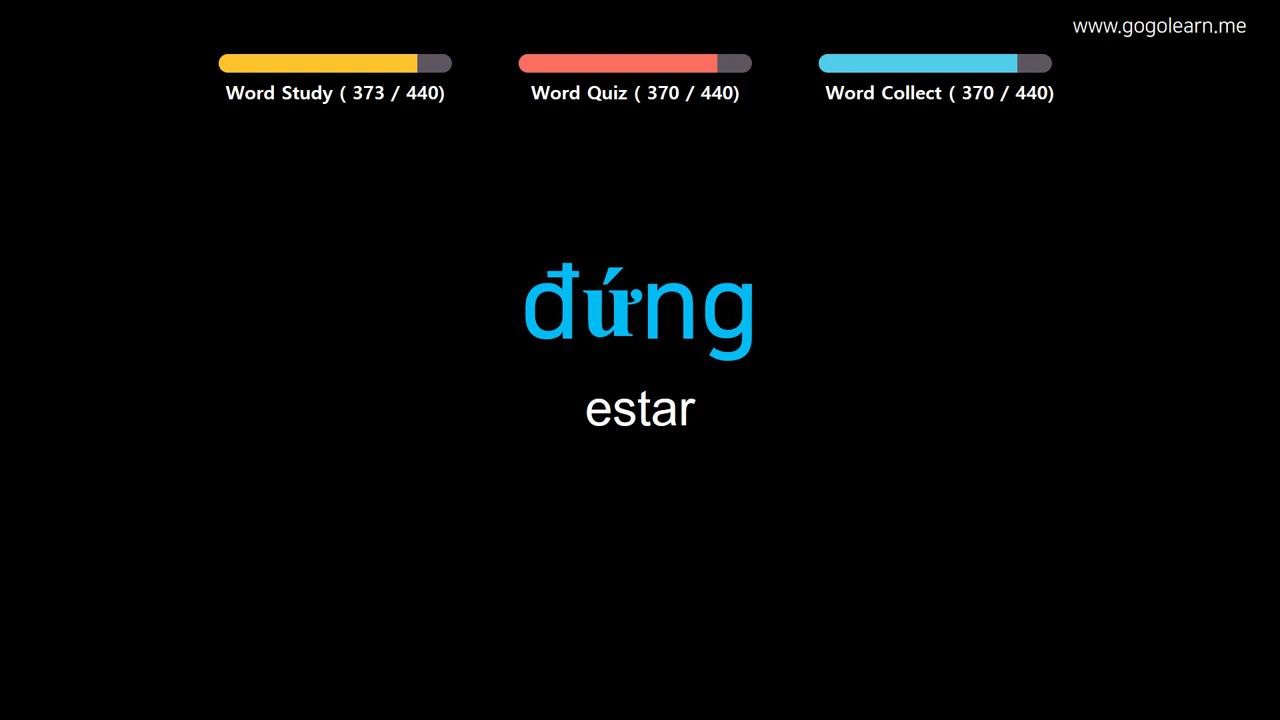 www.gogolearn.me
Word Study ( 373 / 440)
Word Quiz ( 370 / 440)
Word Collect ( 370 / 440)
đứng
estar